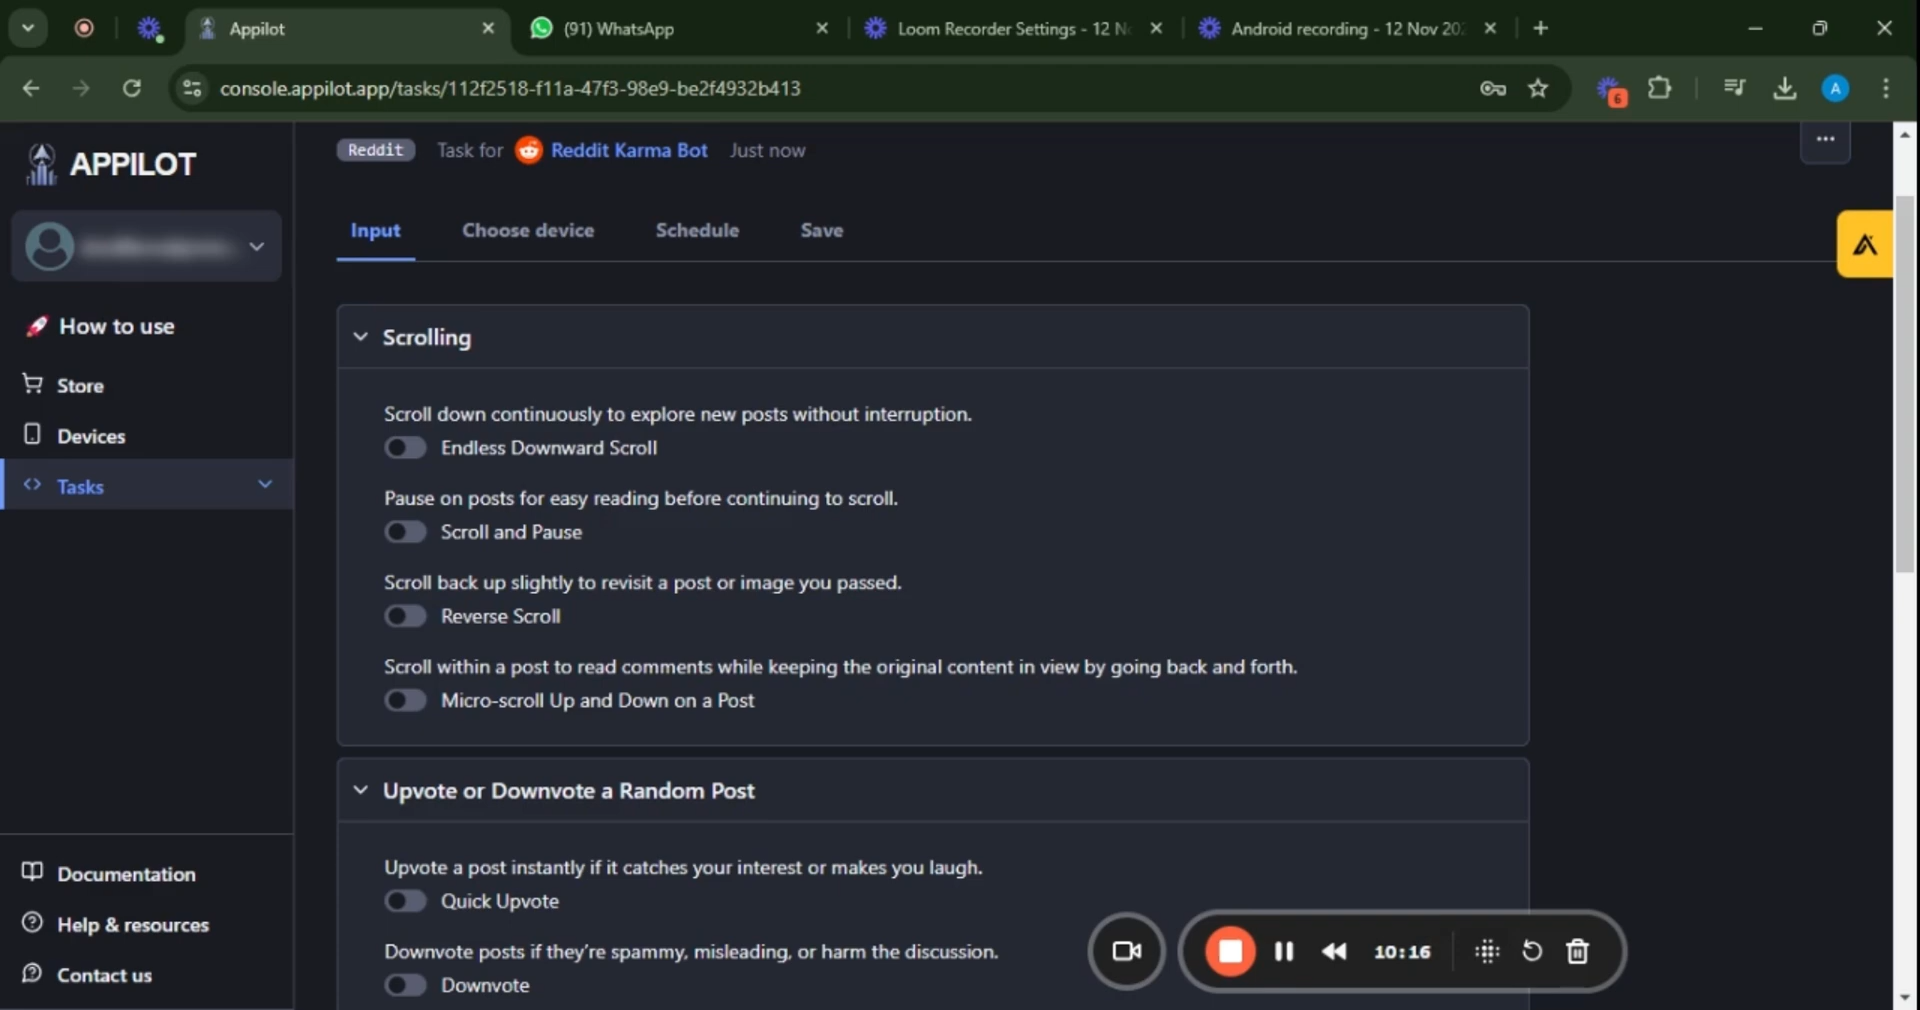 Appilot
(91) WhatsApp
Loom Recorder Settings - 12 N
Android recording - 12 Nov 202
console.appilot.app/tasks/112f2518-f11a-47f3-98e9-be2f4932b413
6
A
APPILOT
Reddit Task for Reddit Karma Bot Just now
Input Choose device Schedule Save
How to use
Store
Devices
Tasks
Scrolling
Scroll down continuously to explore new posts without interruption.
Endless Downward Scroll
Pause on posts for easy reading before continuing to scroll.
Scroll and Pause
Scroll back up slightly to revisit a post or image you passed.
Reverse Scroll
Scroll within a post to read comments while keeping the original content in view by going back and forth.
Micro-scroll Up and Down on a Post
Upvote or Downvote a Random Post
Upvote a post instantly if it catches your interest or makes you laugh.
Quick Upvote
Downvote posts if they're spammy, misleading, or harm the discussion.
Downvote
10:16
Documentation
Help & resources
Contact us